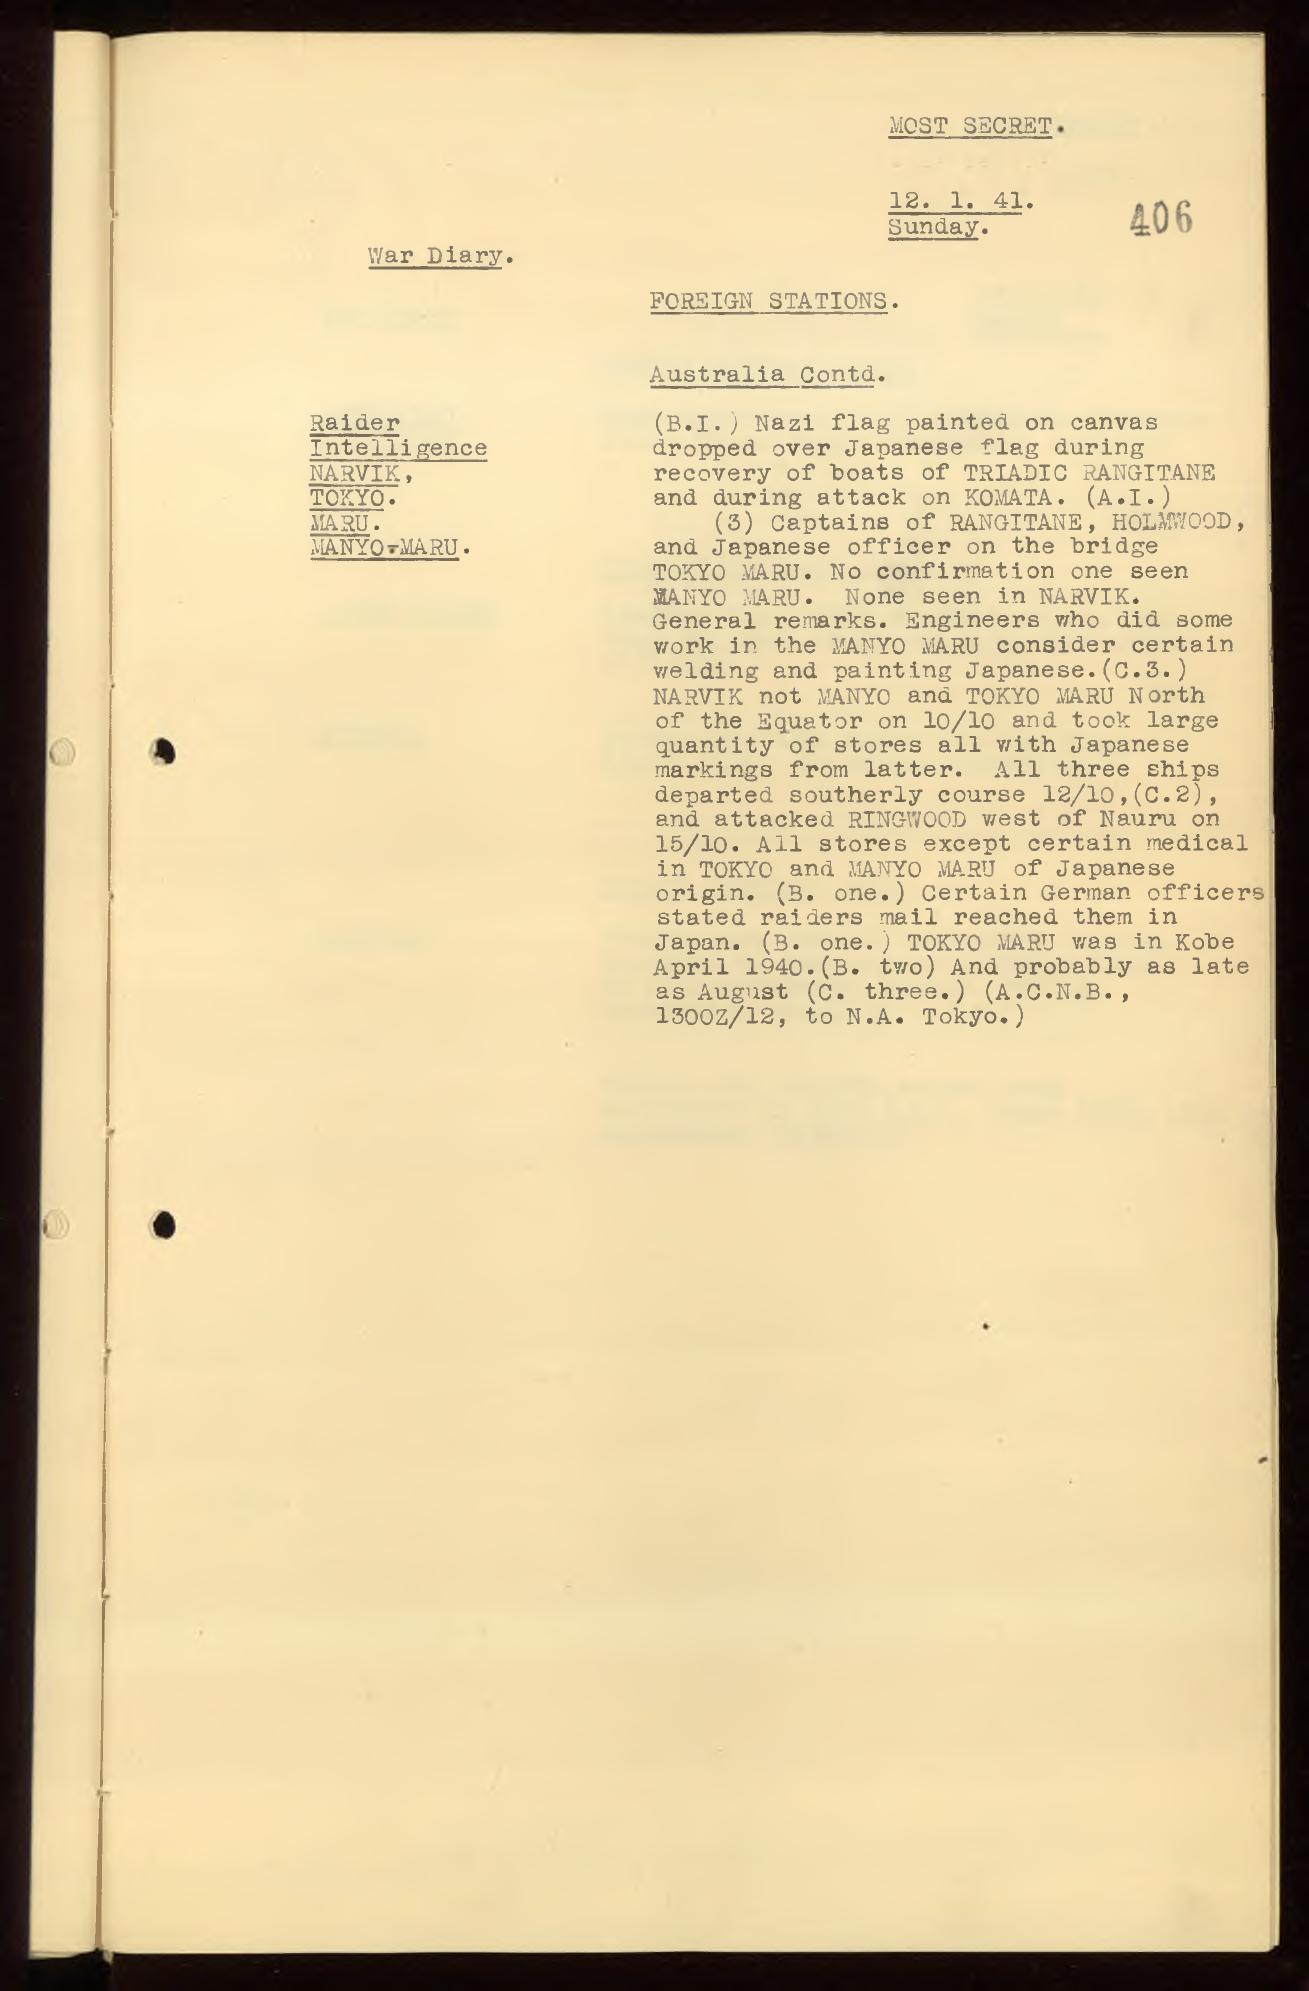 MOST SECRET.
12. 1. 41.
Sunday.
406
War Diary.
FOREIGN STATIONS.
Australia Contd.
Raider
Intelligence
NARVIK,
TOKYO.
MARU.
MANYO-MARU.
(B.I.) Nazi flag painted on canvas
dropped over Japanese flag during
recovery of boats of TRIADIC RANGITANE
and during attack on KOMATA. (A.I.)
(3) Captains of RANGITANE, HOLMWOOD,
and Japanese officer on the bridge
TOKYO MARU. No confirmation one seen
MANYO MARU. None seen in NARVIK.
General remarks. Engineers who did some
work in the MANYO MARU consider certain
welding and painting Japanese.(C.3.)
NARVIK not MANYO and TOKYO MARU North
of the Equator on 10/10 and took large
quantity of stores all with Japanese
markings from latter. All three ships
departed southerly course 12/10,(C.2),
and attacked RINGWOOD west of Nauru on
15/10. All stores except certain medical
in TOKYO and MANYO MARU of Japanese
origin. (B. one.) Certain German officers
stated raiders mail reached them in
Japan. (B. one.) TOKYO MARU was in Kobe
April 1940.(B. two) And probably as late
as August (C. three.) (A.C.N.B.,
1300Z/12, to N.A. Tokyo.)